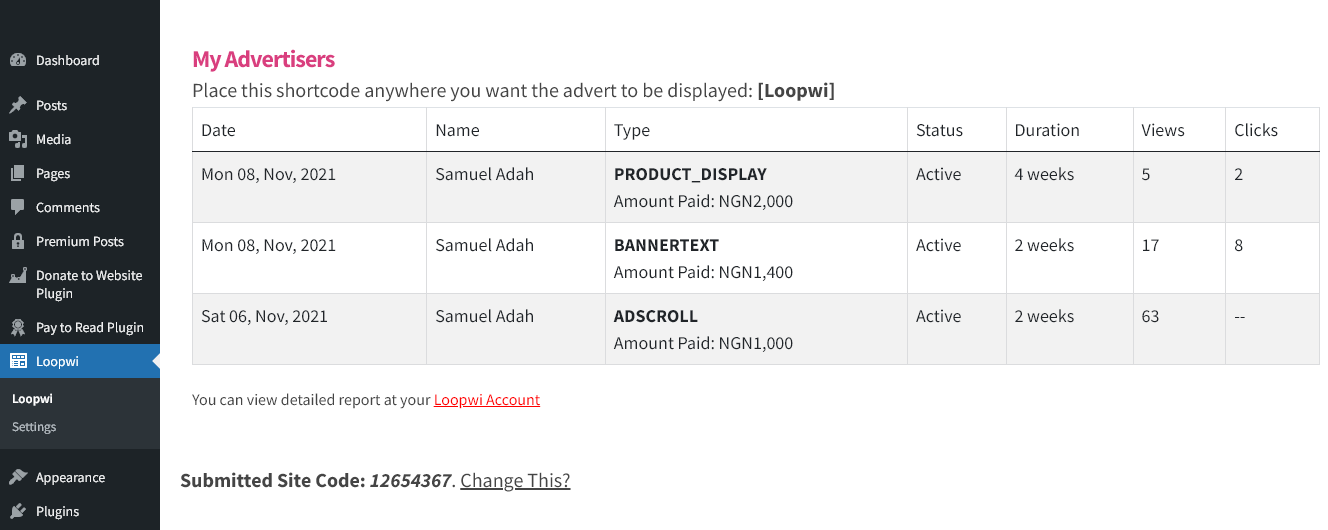 Dashboard
Posts
Media
Pages
Comments
Premium Posts
Donate to Website
Plugin
Pay to Read Plugin
Loopwi
Loopwi
Settings
Appearance
Plugins
My Advertisers
Place this shortcode anywhere you want the advert to be displayed: [Loopwi]
Date Name Type Status Duration Views Clicks
Mon 08, Nov, 2021 Samuel Adah PRODUCT_DISPLAY Active 4 weeks 5 2
Amount Paid: NGN2,000
Mon 08, Nov, 2021 Samuel Adah BANNERTEXT Active 2 weeks 17 8
Amount Paid: NGN1,400
Sat 06, Nov, 2021 Samuel Adah ADSCROLL Active 2 weeks 63 --
Amount Paid: NGN1,000
You can view detailed report at your Loopwi Account
Submitted Site Code: 12654367. Change This?